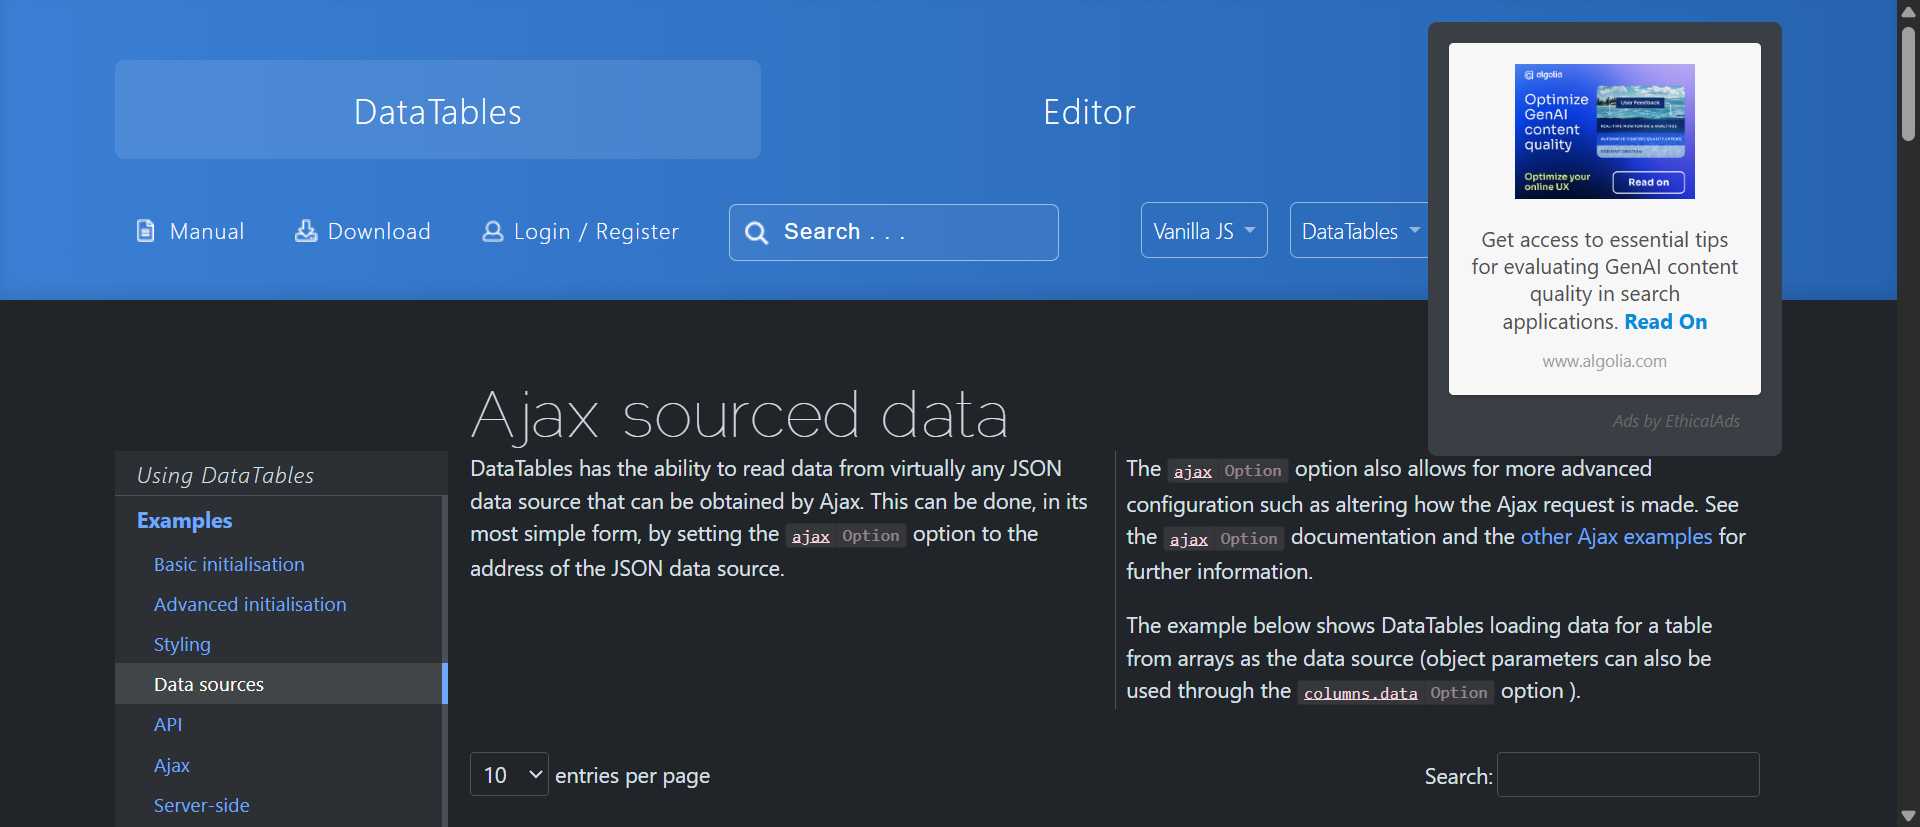 DataTables
Editor
Manual
Download
Login / Register
Search . . .
Vanilla JS
DataTables
algolia
Optimize
GenAI
content
quality
User Feedback
REAL-TIME MONITORING & ANALYTICS
Optimize your
online UX
Read on
Get access to essential tips
for evaluating GenAI content
quality in search
applications. Read On
www.algolia.com
Ads by EthicalAds
Ajax sourced data
Using DataTables
Examples
Basic initialisation
Advanced initialisation
Styling
Data sources
API
Ajax
Server-side
DataTables has the ability to read data from virtually any JSON
data source that can be obtained by Ajax. This can be done, in its
most simple form, by setting the ajax Option option to the
address of the JSON data source.
The ajax Option option also allows for more advanced
configuration such as altering how the Ajax request is made. See
the ajax Option documentation and the other Ajax examples for
further information.
The example below shows DataTables loading data for a table
from arrays as the data source (object parameters can also be
used through the columns.data Option option ).
10 entries per page
Search: